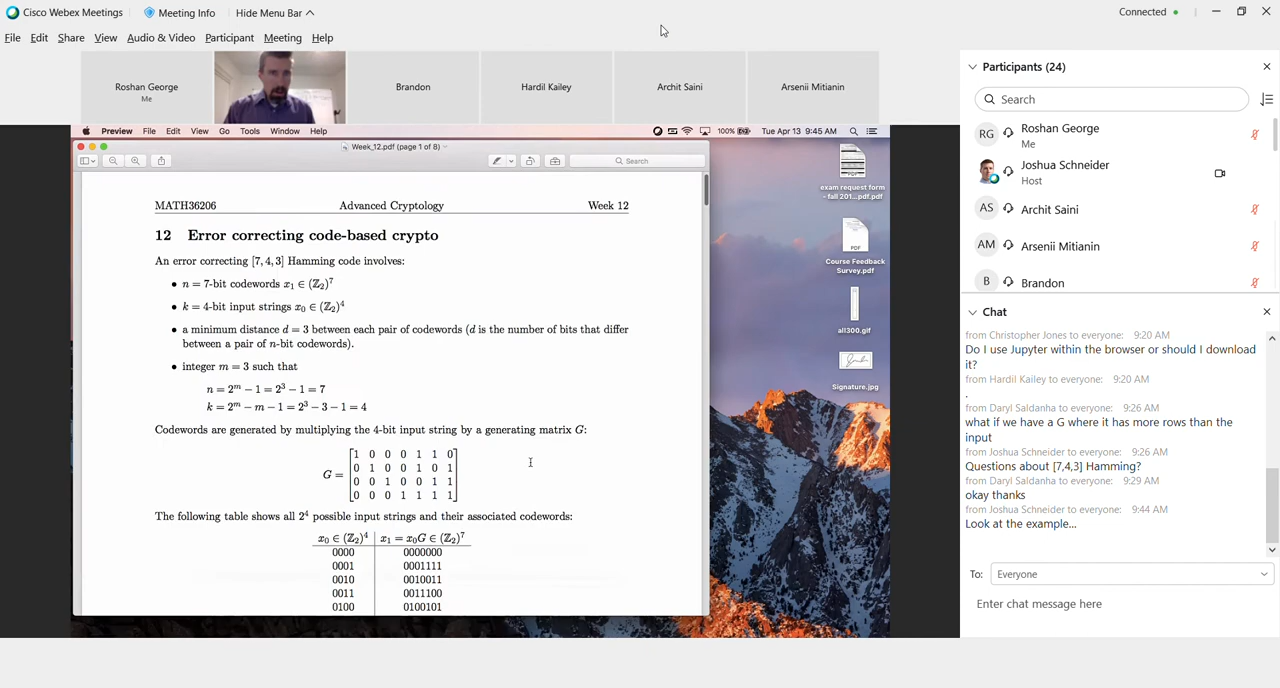 Cisco Webex Meetings
Meeting Info
Hide Menu Bar
Connected
File Edit Share View Audio & Video Participant Meeting Help
Roshan George
Me
Brandon
Hardil Kailey
Archit Saini
Arsenii Mitianin
Preview File Edit View Go Tools Window Help
100% Tue Apr 13 9:45 AM
Week_12.pdf (page 1 of 8)
Search
MATH36206 Advanced Cryptology Week 12
12 Error correcting code-based crypto
An error correcting [7, 4, 3] Hamming code involves:
• n = 7-bit codewords x₁ ∈ (ℤ₂)⁷
• k = 4-bit input strings x₀ ∈ (ℤ₂)⁴
• a minimum distance d = 3 between each pair of codewords (d is the number of bits that differ
between a pair of n-bit codewords).
• integer m = 3 such that
n = 2ᵐ − 1 = 2³ − 1 = 7
k = 2ᵐ − m − 1 = 2³ − 3 − 1 = 4
Codewords are generated by multiplying the 4-bit input string by a generating matrix G:
G =
1 0 0 0 1 1 0
0 1 0 0 1 0 1
0 0 1 0 0 1 1
0 0 0 1 1 1 1
The following table shows all 2⁴ possible input strings and their associated codewords:
x₀ ∈ (ℤ₂)⁴ x₁ = x₀G ∈ (ℤ₂)⁷
0000 0000000
0001 0001111
0010 0010011
0011 0011100
0100 0100101
PDF
exam request form
- fall 201...pdf.pdf
PDF
Course Feedback
Survey.pdf
all300.gif
Signature.jpg
Participants (24)
Search
RG Roshan George
Me
Joshua Schneider
Host
AS Archit Saini
AM Arsenii Mitianin
B Brandon
Chat
from Christopher Jones to everyone: 9:20 AM
Do I use Jupyter within the browser or should I download
it?
from Hardil Kailey to everyone: 9:20 AM
.
from Daryl Saldanha to everyone: 9:26 AM
what if we have a G where it has more rows than the
input
from Joshua Schneider to everyone: 9:26 AM
Questions about [7,4,3] Hamming?
from Daryl Saldanha to everyone: 9:29 AM
okay thanks
from Joshua Schneider to everyone: 9:44 AM
Look at the example...
To: Everyone
Enter chat message here